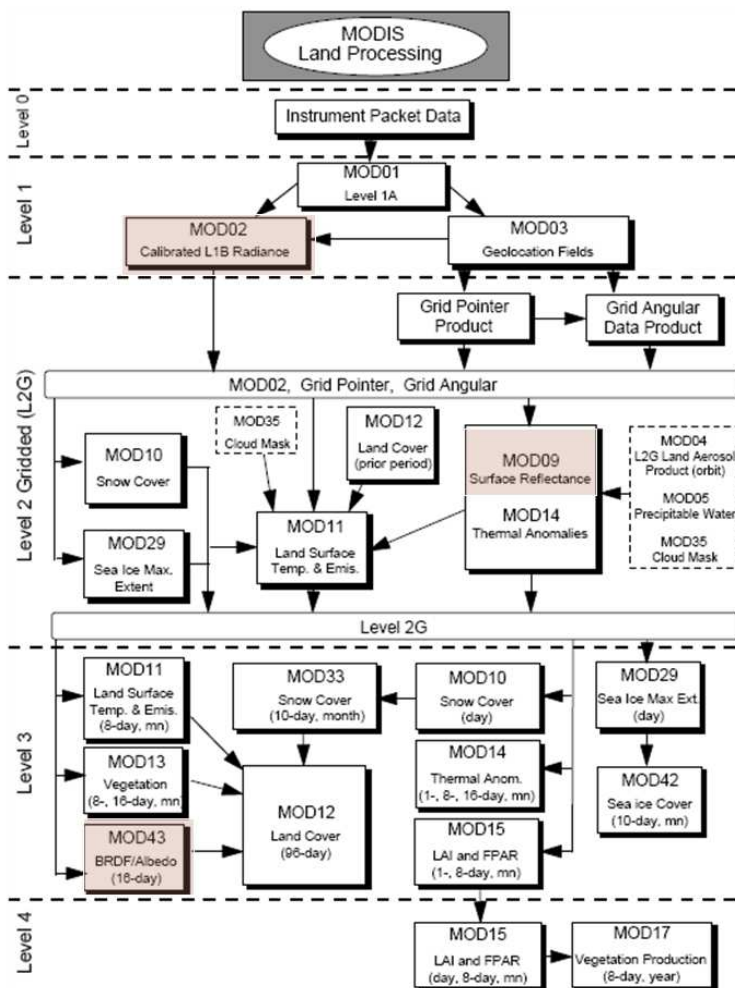 MODIS
Land Processing
Level 0
Instrument Packet Data
Level 1
MOD01
Level 1A
MOD02
Calibrated L1B Radiance
MOD03
Geolocation Fields
Grid Pointer
Product
Grid Angular
Data Product
Level 2 Gridded (L2G)
MOD02, Grid Pointer, Grid Angular
MOD10
Snow Cover
MOD35
Cloud Mask
MOD12
Land Cover
(prior period)
MOD09
Surface Reflectance
MOD14
Thermal Anomalies
MOD04
L2G Land Aerosol
Product (orbit)
MOD05
Precipitable Water
MOD35
Cloud Mask
MOD29
Sea Ice Max.
Extent
MOD11
Land Surface
Temp. & Emis.
Level 2G
Level 3
MOD11
Land Surface
Temp. & Emis.
(8-day, mn)
MOD33
Snow Cover
(10-day, month)
MOD10
Snow Cover
(day)
MOD29
Sea Ice Max Ext.
(day)
MOD13
Vegetation
(8-, 16-day, mn)
MOD12
Land Cover
(96-day)
MOD14
Thermal Anom.
(1-, 8-, 16-day, mn)
MOD42
Sea ice Cover
(10-day, mn)
MOD43
BRDF/Albedo
(16-day)
MOD15
LAI and FPAR
(1-, 8-day, mn)
Level 4
MOD15
LAI and FPAR
(day, 8-day, mn)
MOD17
Vegetation Production
(8-day, year)